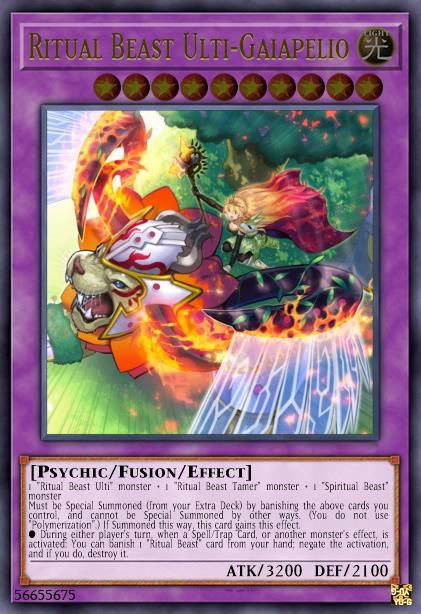 RITUAL BEAST ULTI-GAIAPELIO
LIGHT
光
[PSYCHIC/FUSION/EFFECT]
1 "Ritual Beast Ulti" monster + 1 "Ritual Beast Tamer" monster + 1 "Spiritual Beast"
monster
Must be Special Summoned (from your Extra Deck) by banishing the above cards you
control, and cannot be Special Summoned by other ways. (You do not use
"Polymerization".) If Summoned this way, this card gains this effect.
● During either player's turn, when a Spell/Trap Card, or another monster's effect, is
activated: You can banish 1 "Ritual Beast" card from your hand; negate the activation,
and if you do, destroy it.
ATK/3200 DEF/2100
56655675